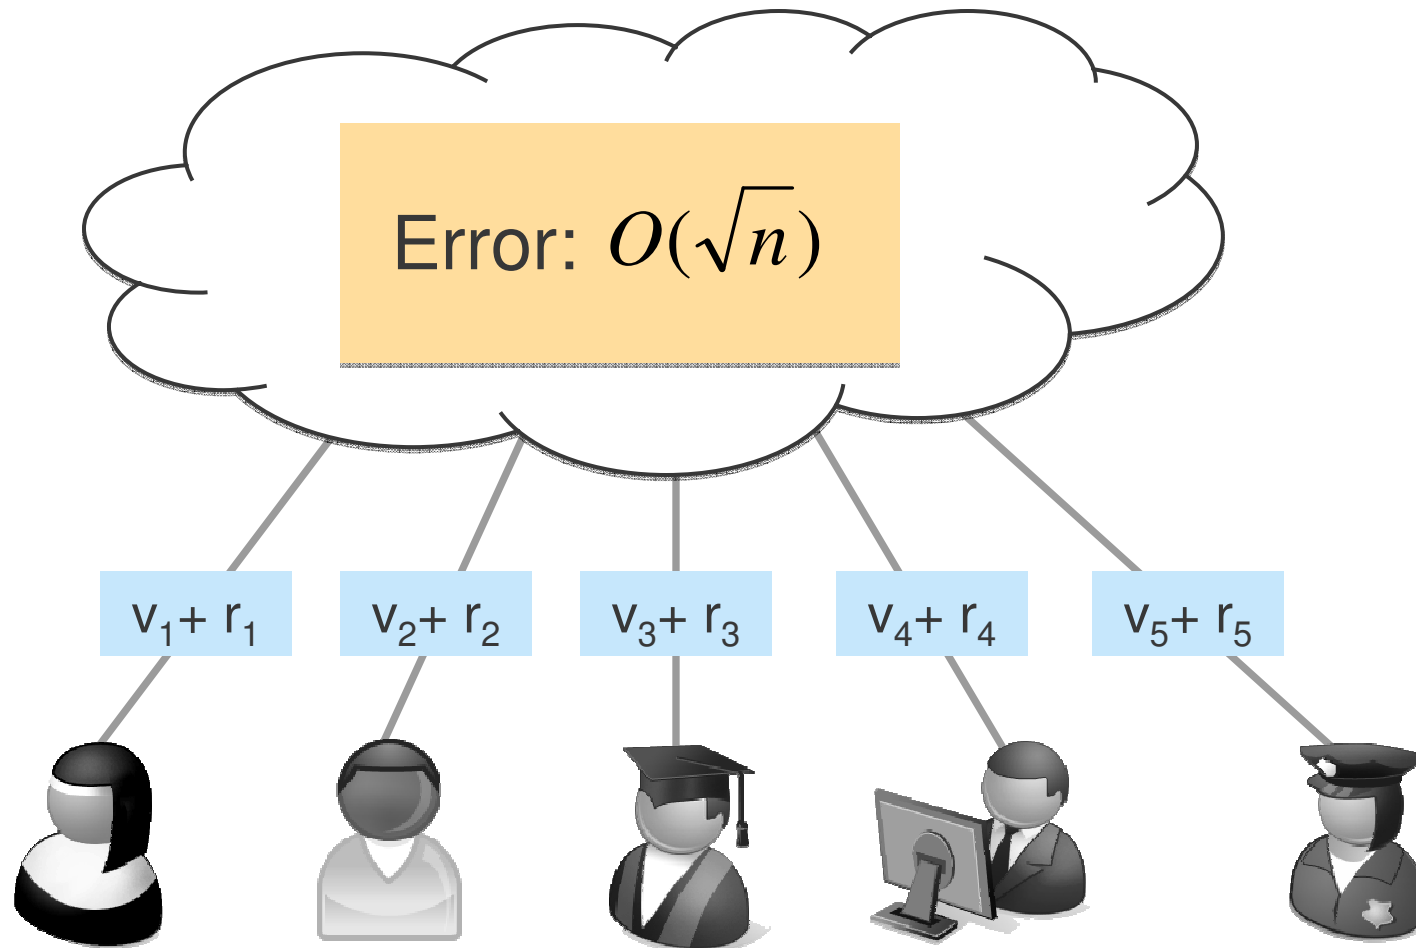 Error: O(√n)
v₁+ r₁
v₂+ r₂
v₃+ r₃
v₄+ r₄
v₅+ r₅